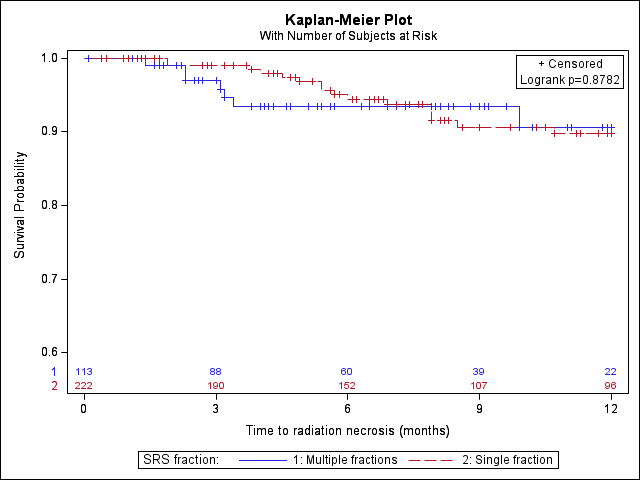 Kaplan-Meier Plot
With Number of Subjects at Risk
+ Censored
Logrank p=0.8782
Survival Probability
1.0
0.9
0.8
0.7
0.6
1 113 88 60 39 22
2 222 190 152 107 96
0 3 6 9 12
Time to radiation necrosis (months)
SRS fraction: 1: Multiple fractions 2: Single fraction